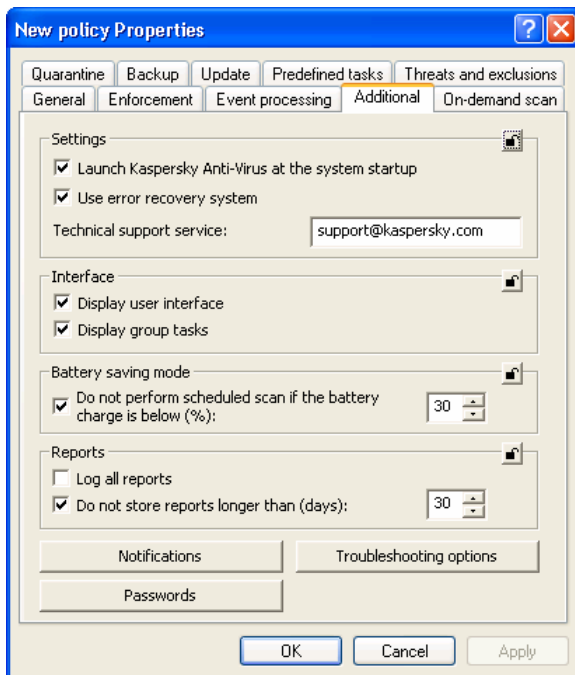 New policy Properties
Quarantine Backup Update Predefined tasks Threats and exclusions
General Enforcement Event processing Additional On-demand scan
Settings
Launch Kaspersky Anti-Virus at the system startup
Use error recovery system
Technical support service: support@kaspersky.com
Interface
Display user interface
Display group tasks
Battery saving mode
Do not perform scheduled scan if the battery
charge is below (%): 30
Reports
Log all reports
Do not store reports longer than (days): 30
Notifications Troubleshooting options
Passwords
OK Cancel Apply